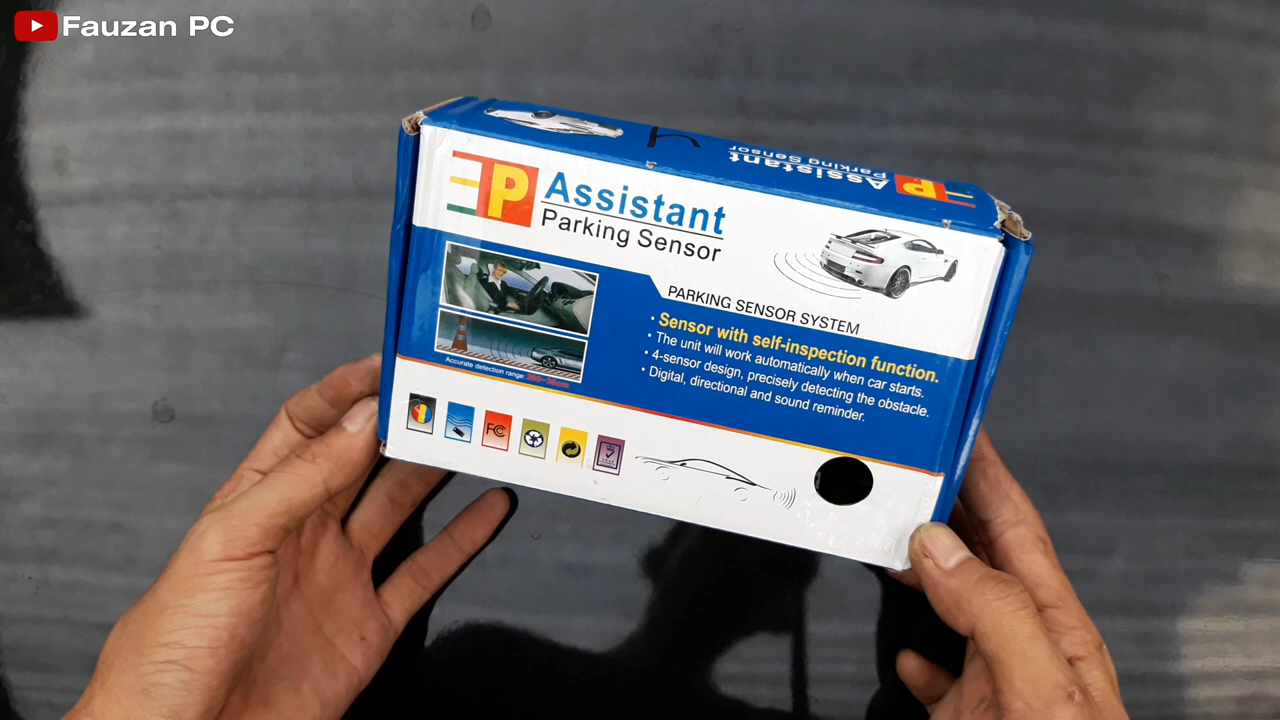 Fauzan PC
Assistant
Parking Sensor
P
P
Assistant
Parking Sensor
PARKING SENSOR SYSTEM
• Sensor with self-inspection function.
• The unit will work automatically when car starts.
• 4-sensor design, precisely detecting the obstacle.
• Digital, directional and sound reminder.
Accurate detection range:
FC